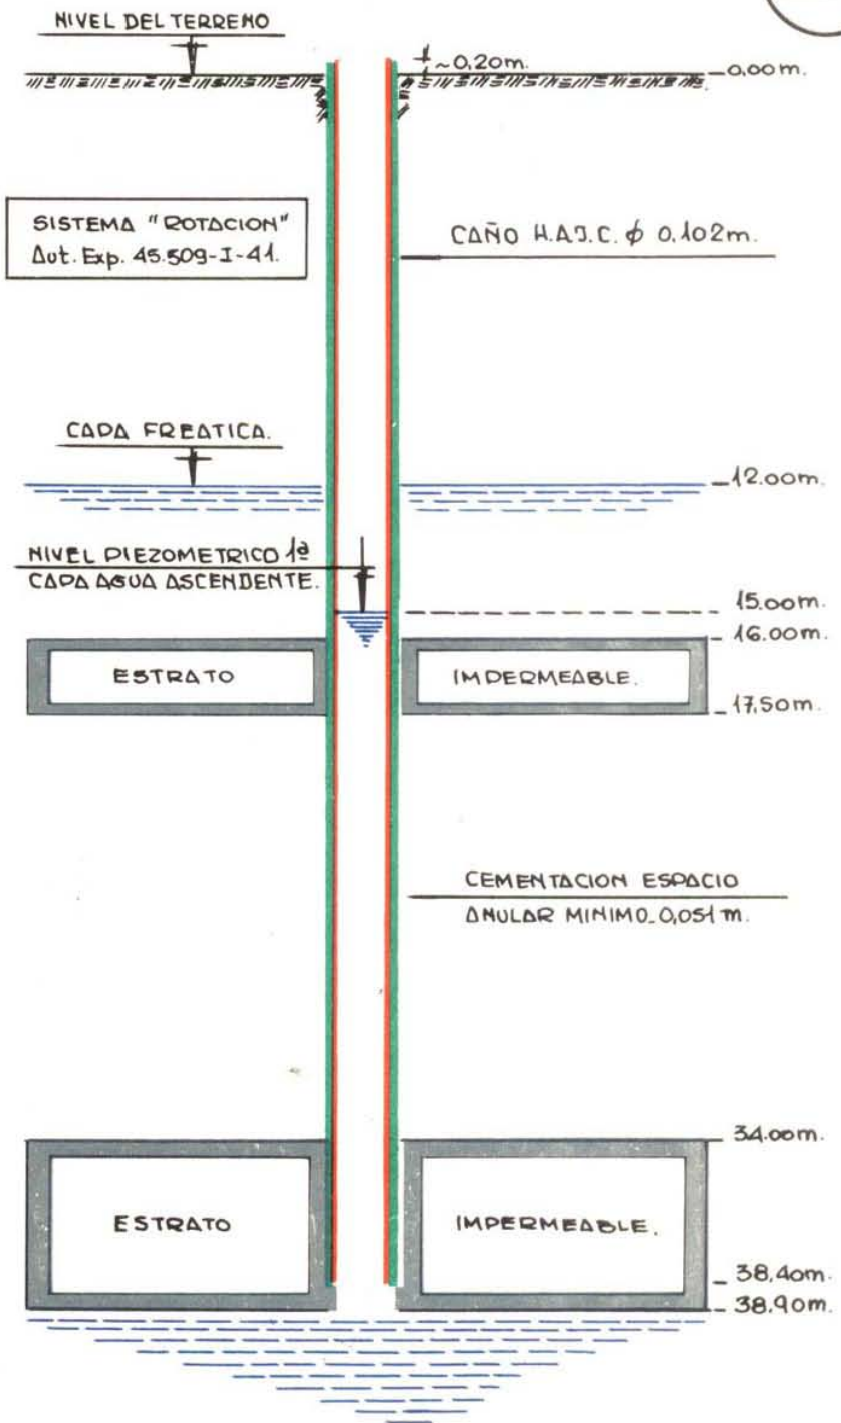 NIVEL DEL TERRENO
~0,20m.
0,00m.
SISTEMA "ROTACION"
Aut. Exp. 45.509-I-41.
CAÑO H.A.J.C. ϕ 0,102m.
CAPA FREATICA.
12.00m.
NIVEL PIEZOMETRICO 1ª
CAPA AGUA ASCENDENTE.
15.00m.
16.00m.
ESTRATO
IMPERMEABLE.
17,50m.
CEMENTACION ESPACIO
ANULAR MINIMO_0,051m.
34.00m.
ESTRATO
IMPERMEABLE.
38,40m.
38,90m.